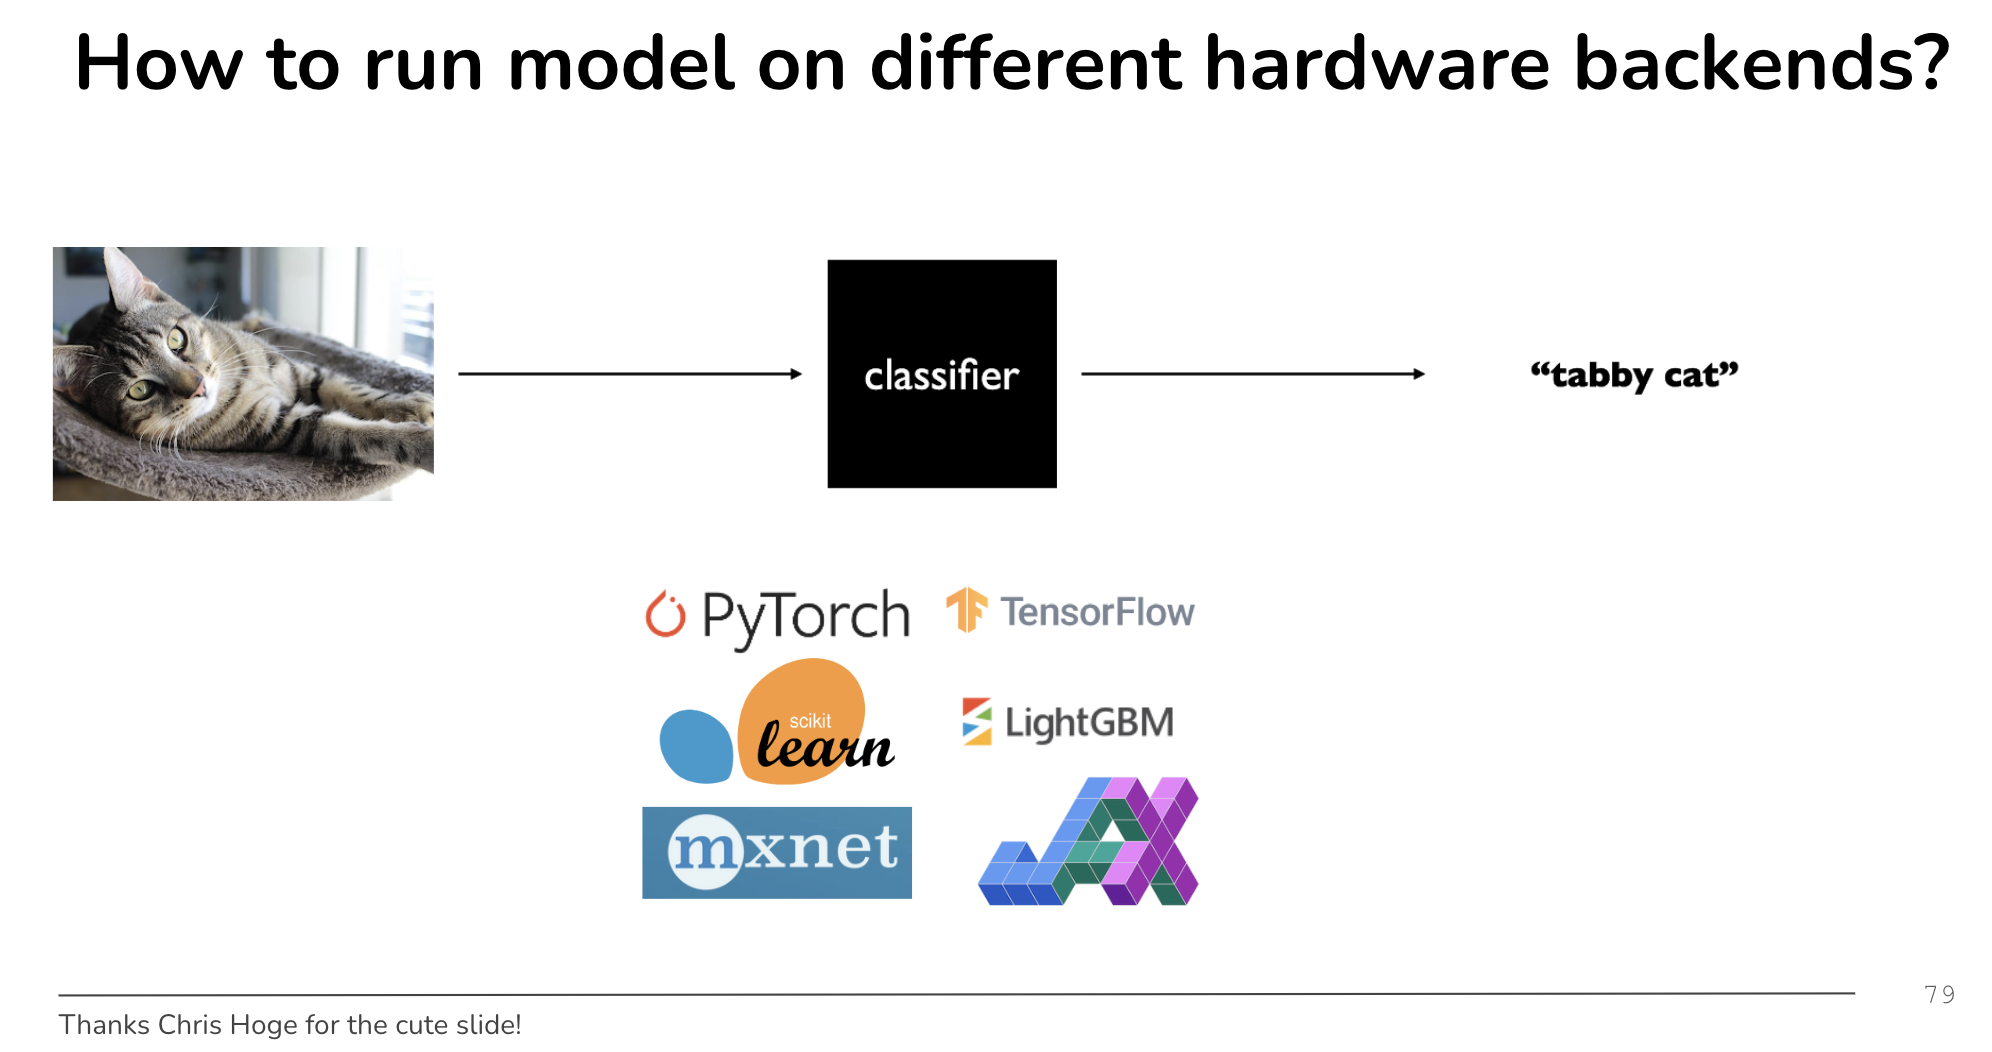 How to run model on different hardware backends?
classifier
“tabby cat”
PyTorch
TensorFlow
scikit
learn
LightGBM
mxnet
JAX
79
Thanks Chris Hoge for the cute slide!